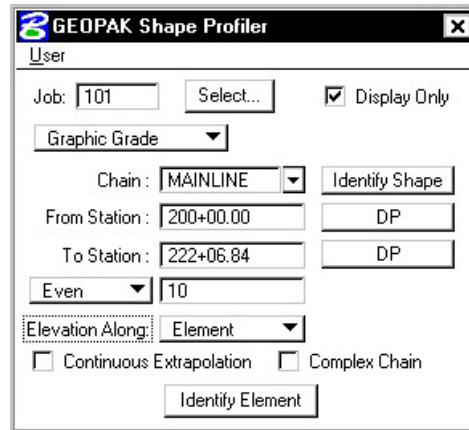 GEOPAK Shape Profiler
User
Job: 101 Select... Display Only
Graphic Grade
Chain : MAINLINE Identify Shape
From Station : 200+00.00 DP
To Station : 222+06.84 DP
Even 10
Elevation Along: Element
Continuous Extrapolation Complex Chain
Identify Element